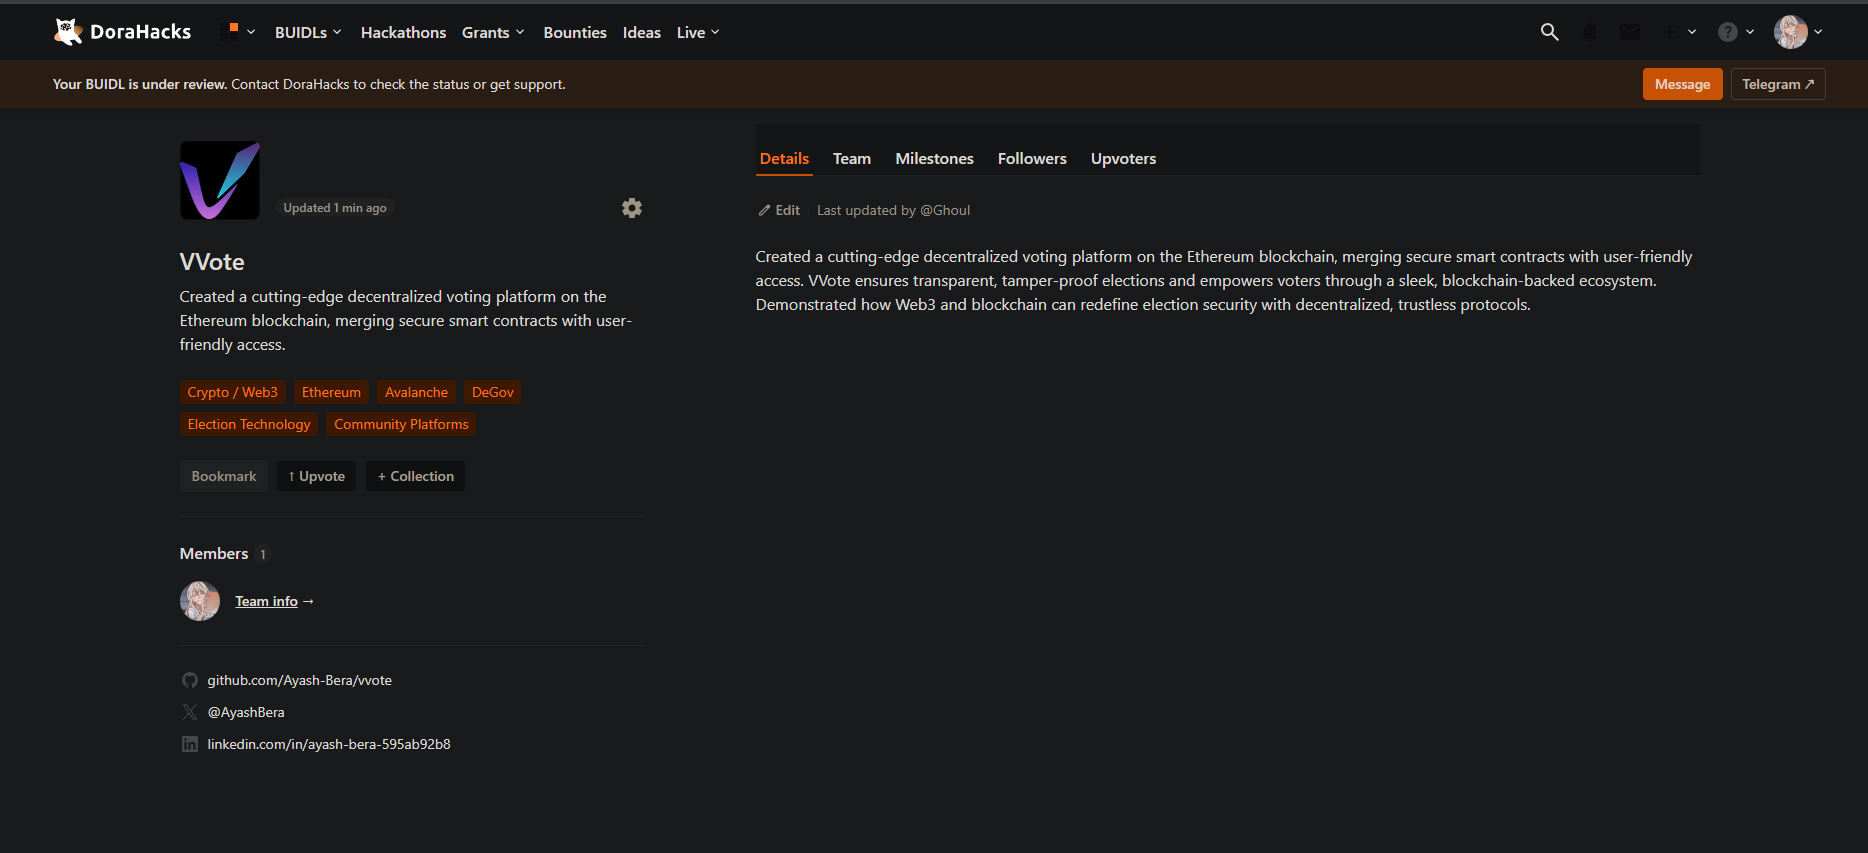 DoraHacks
BUIDLs
Hackathons
Grants
Bounties
Ideas
Live
?
Your BUIDL is under review. Contact DoraHacks to check the status or get support.
Message
Telegram ↗
Updated 1 min ago
VVote
Created a cutting-edge decentralized voting platform on the
Ethereum blockchain, merging secure smart contracts with user-
friendly access.
Crypto / Web3
Ethereum
Avalanche
DeGov
Election Technology
Community Platforms
Bookmark
↑ Upvote
+ Collection
Members 1
Team info →
github.com/Ayash-Bera/vvote
@AyashBera
linkedin.com/in/ayash-bera-595ab92b8
Details
Team
Milestones
Followers
Upvoters
Edit
Last updated by @Ghoul
Created a cutting-edge decentralized voting platform on the Ethereum blockchain, merging secure smart contracts with user-friendly
access. VVote ensures transparent, tamper-proof elections and empowers voters through a sleek, blockchain-backed ecosystem.
Demonstrated how Web3 and blockchain can redefine election security with decentralized, trustless protocols.